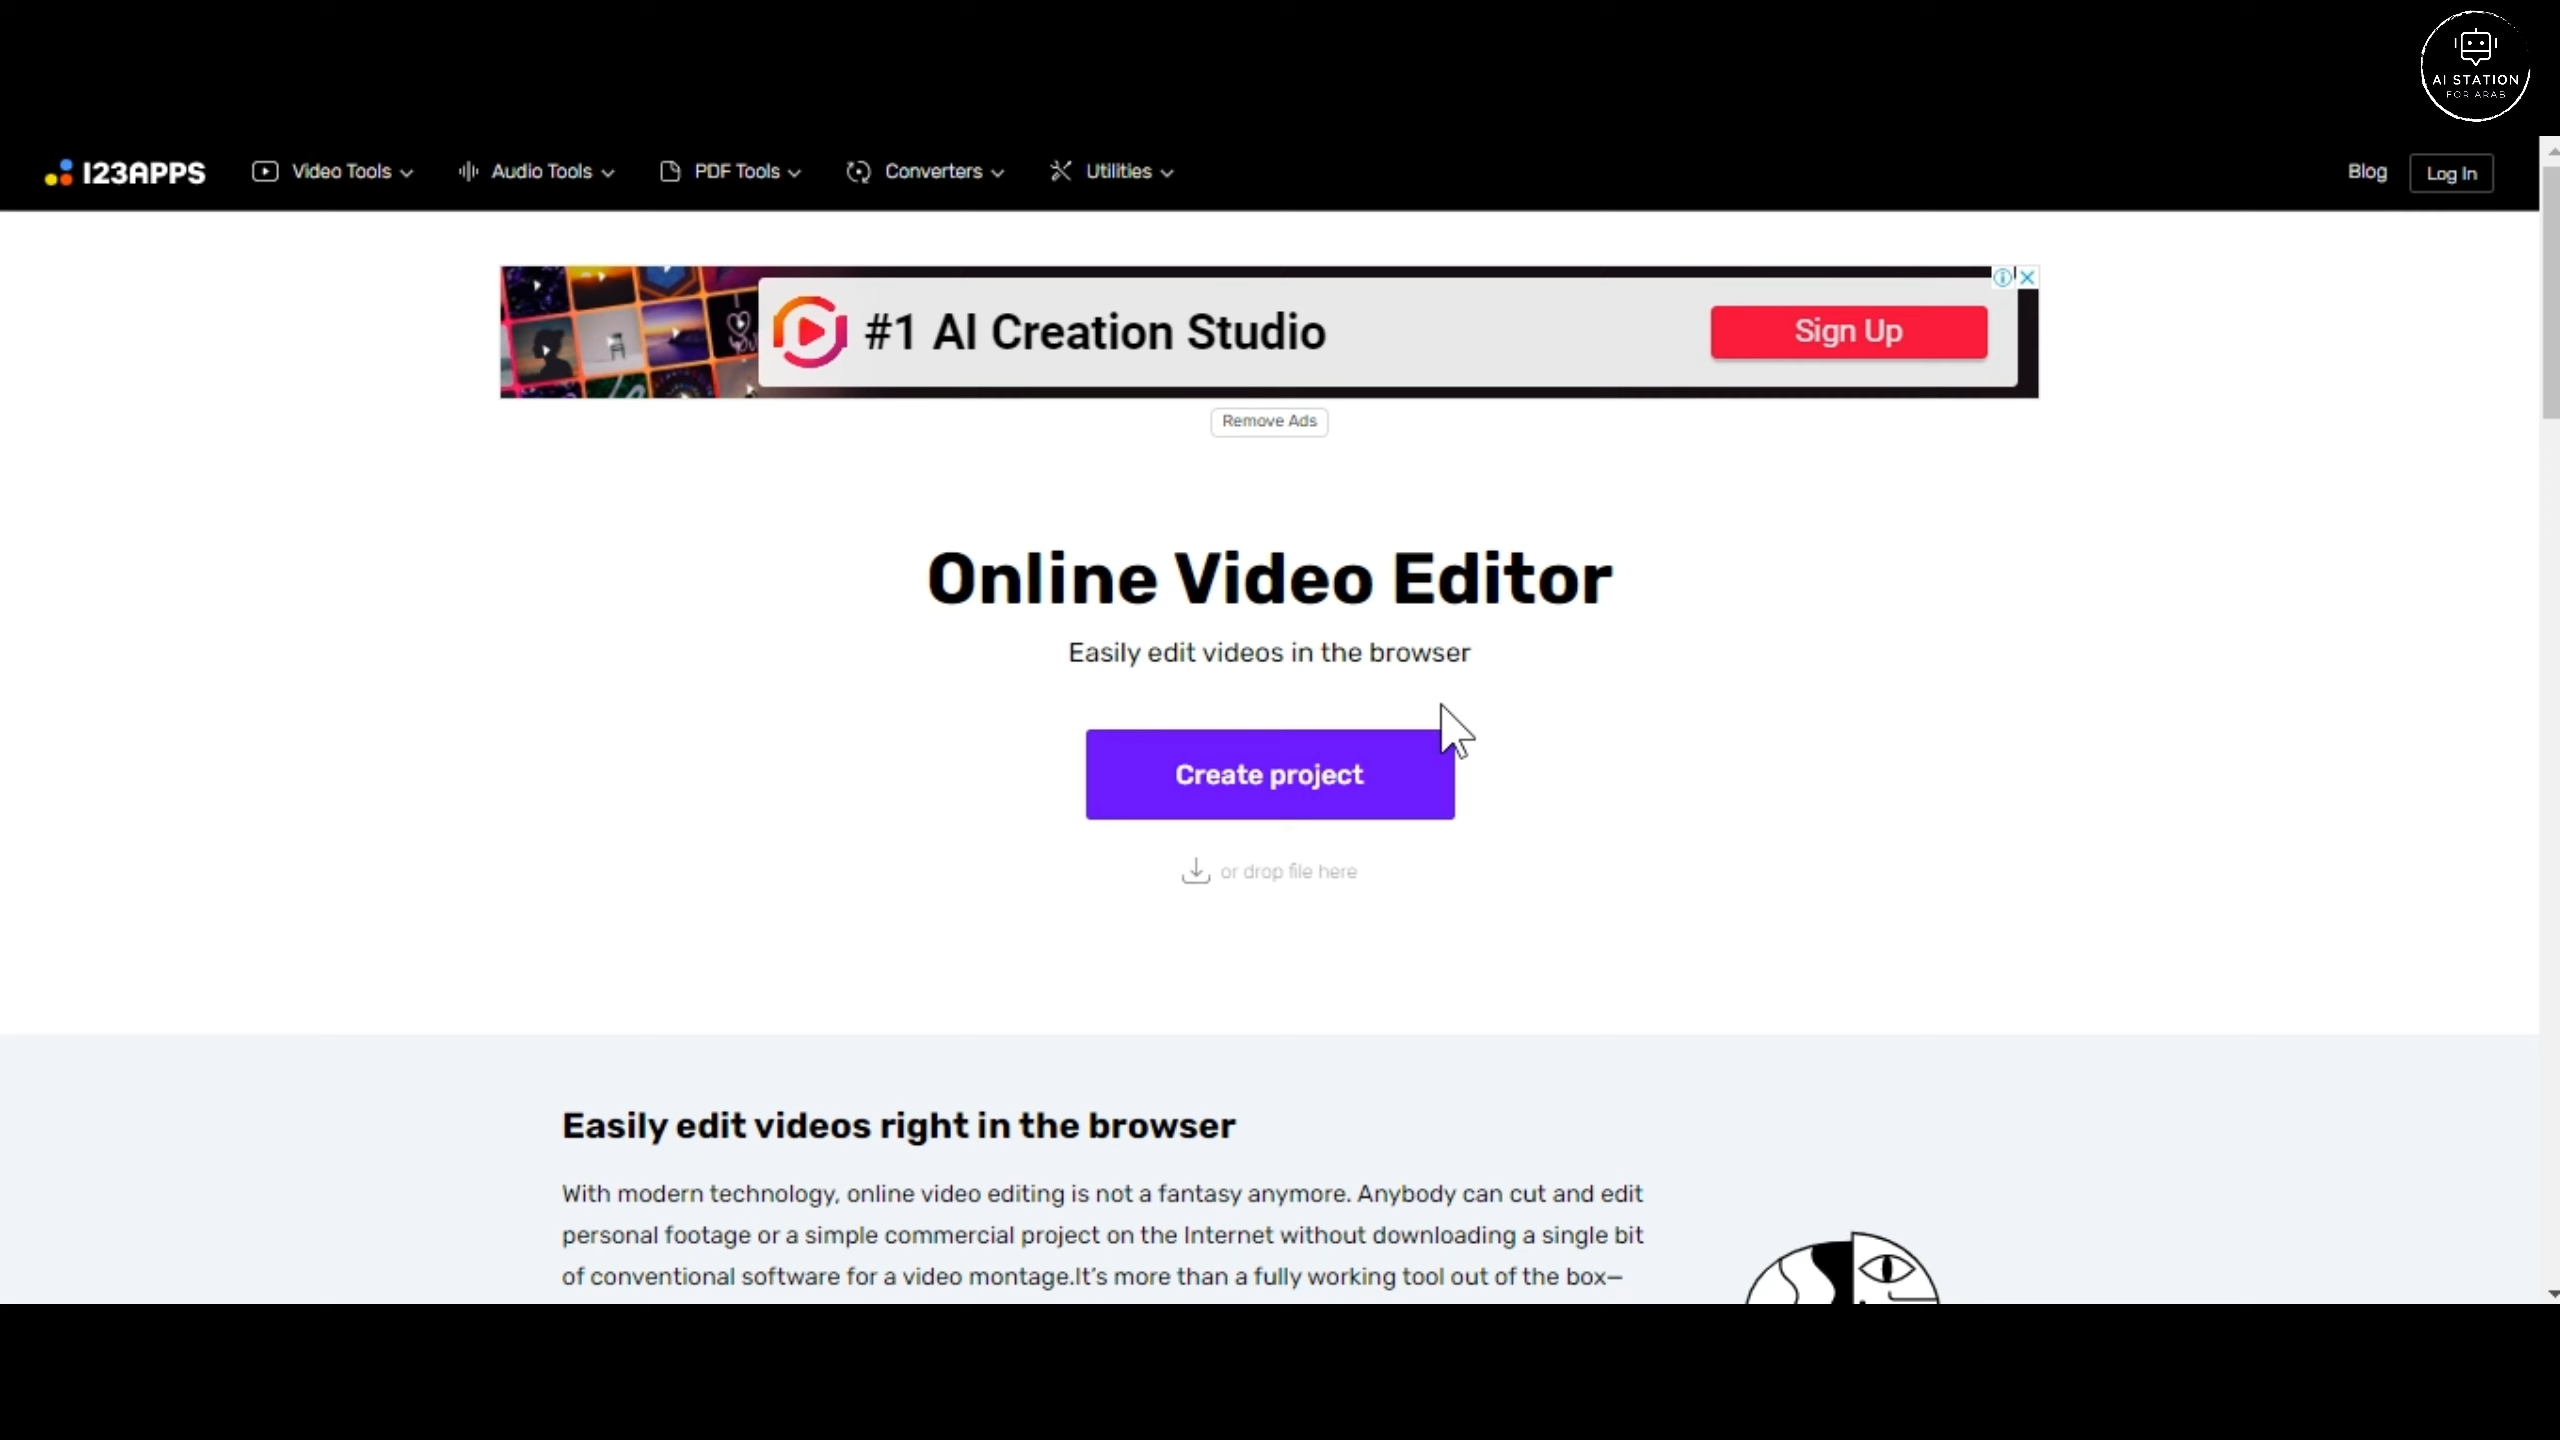 AI STATION
FOR ARAB
123APPS
Video Tools
Audio Tools
PDF Tools
Converters
Utilities
Blog
Log In
#1 AI Creation Studio
Sign Up
Remove Ads
Online Video Editor
Easily edit videos in the browser
Create project
or drop file here
Easily edit videos right in the browser
With modern technology, online video editing is not a fantasy anymore. Anybody can cut and edit
personal footage or a simple commercial project on the Internet without downloading a single bit
of conventional software for a video montage.It's more than a fully working tool out of the box—